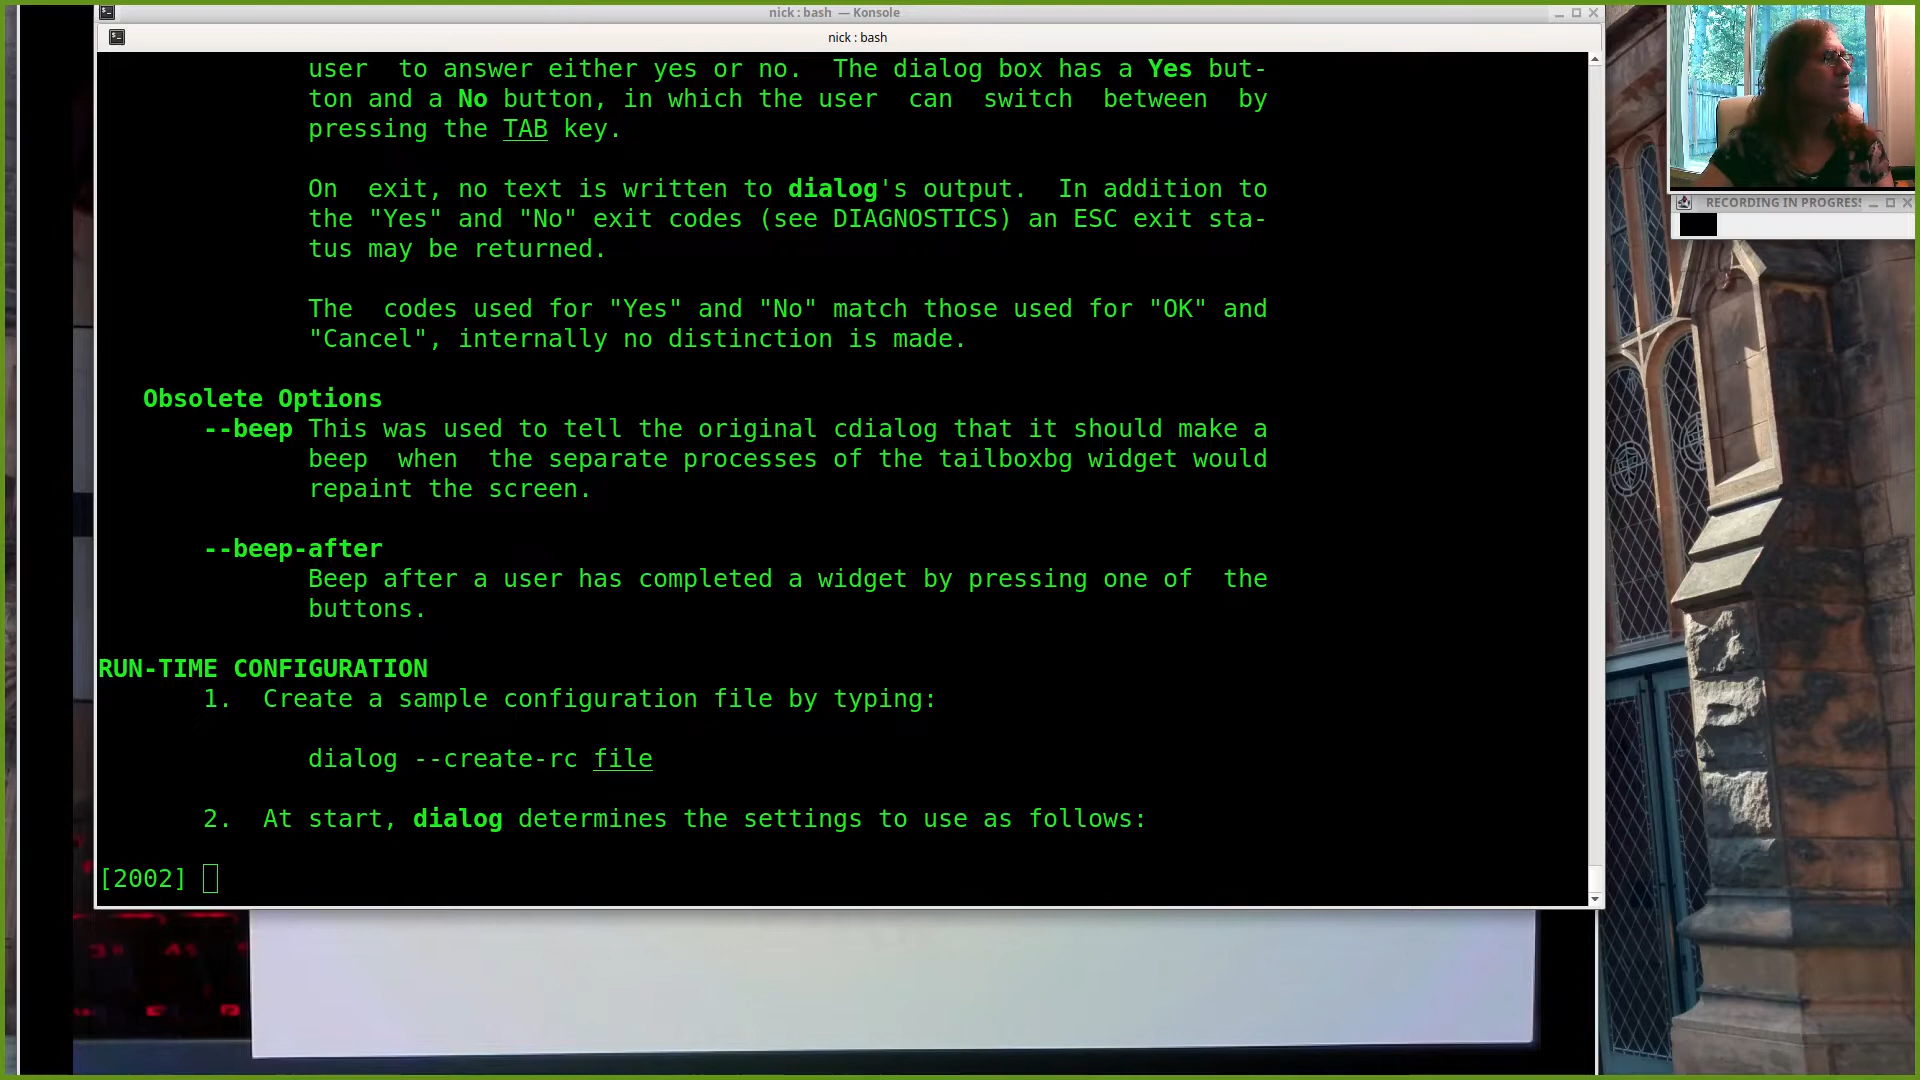 nick : bash — Konsole
nick : bash
user  to answer either yes or no.  The dialog box has a Yes but-
ton and a No button, in which the user  can  switch  between  by
pressing the TAB key.
On  exit, no text is written to dialog's output.  In addition to
the "Yes" and "No" exit codes (see DIAGNOSTICS) an ESC exit sta-
tus may be returned.
The  codes used for "Yes" and "No" match those used for "OK" and
"Cancel", internally no distinction is made.
Obsolete Options
--beep This was used to tell the original cdialog that it should make a
beep  when  the separate processes of the tailboxbg widget would
repaint the screen.
--beep-after
Beep after a user has completed a widget by pressing one of  the
buttons.
RUN-TIME CONFIGURATION
1.  Create a sample configuration file by typing:
dialog --create-rc file
2.  At start, dialog determines the settings to use as follows:
[2002]
RECORDING IN PROGRES!